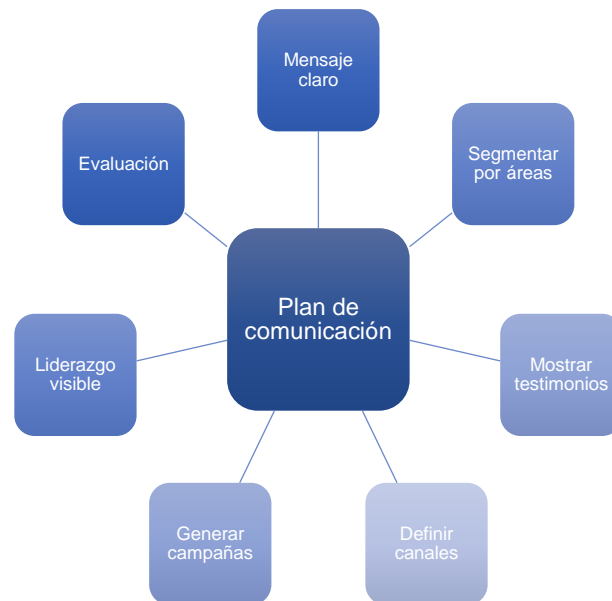 Mensaje
claro
Segmentar
por áreas
Mostrar
testimonios
Definir
canales
Generar
campañas
Liderazgo
visible
Evaluación
Plan de
comunicación